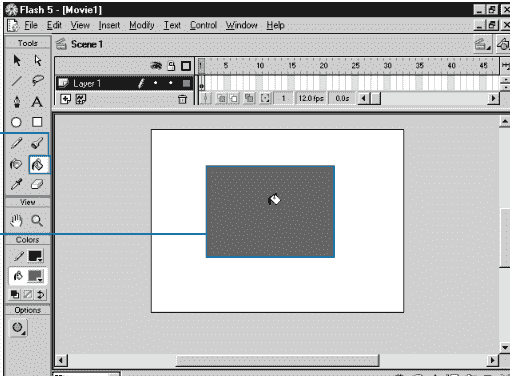 Flash 5 - [Movie1]
File Edit View Insert Modify Text Control Window Help
Tools
Scene 1
1 5 10 15 20 25 30 35 40 45
Layer 1
1 12.0 fps 0.0s
A
View
Colors
Options